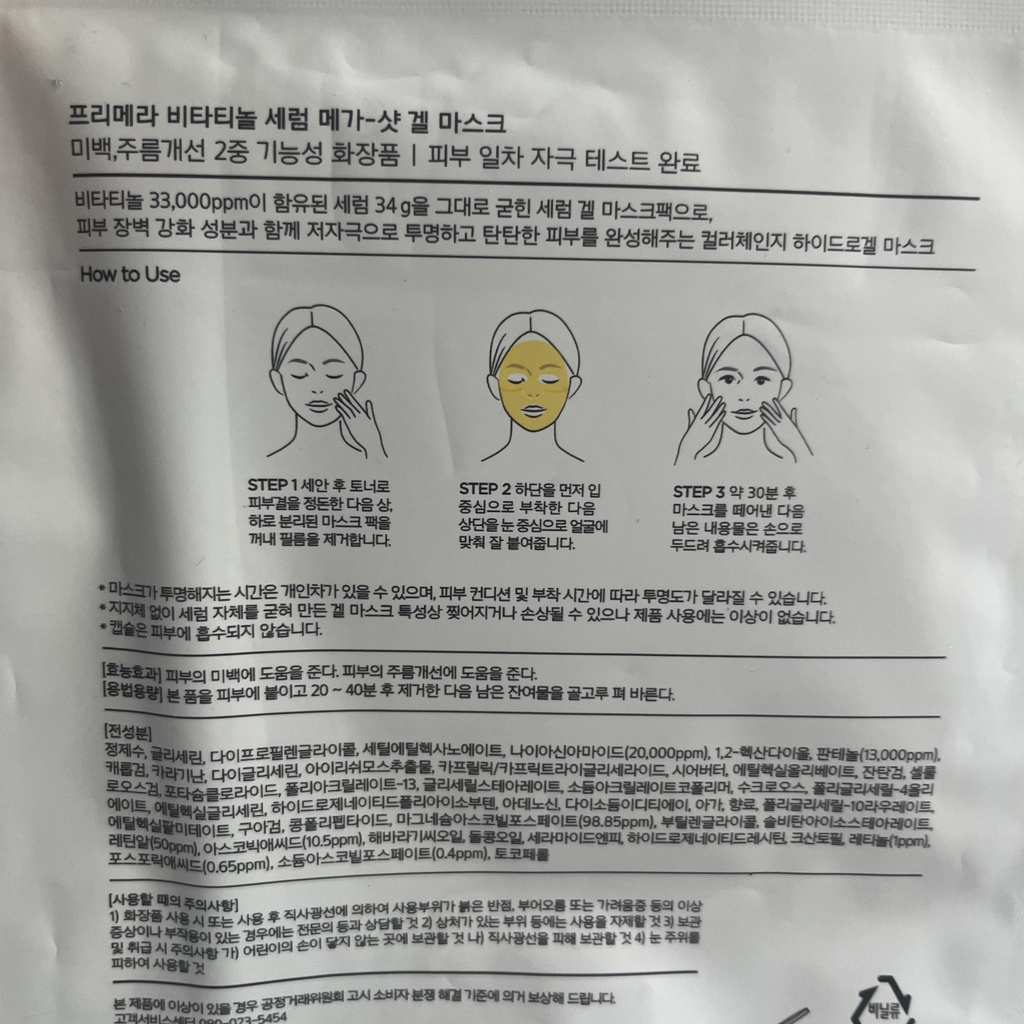 프리메라 비타티놀 세럼 메가-샷 겔 마스크
미백,주름개선 2중 기능성 화장품 | 피부 일차 자극 테스트 완료
비타티놀 33,000ppm이 함유된 세럼 34 g을 그대로 굳힌 세럼 겔 마스크팩으로,
피부 장벽 강화 성분과 함께 저자극으로 투명하고 탄탄한 피부를 완성해주는 컬러체인지 하이드로겔 마스크
How to Use
STEP 1 세안 후 토너로
피부결을 정돈한 다음 상,
하로 분리된 마스크 팩을
꺼내 필름을 제거합니다.
STEP 2 하단을 먼저 입
중심으로 부착한 다음
상단을 눈 중심으로 얼굴에
맞춰 잘 붙여줍니다.
STEP 3 약 30분 후
마스크를 떼어낸 다음
남은 내용물은 손으로
두드려 흡수시켜줍니다.
* 마스크가 투명해지는 시간은 개인차가 있을 수 있으며, 피부 컨디션 및 부착 시간에 따라 투명도가 달라질 수 있습니다.
* 지지체 없이 세럼 자체를 굳혀 만든 겔 마스크 특성상 찢어지거나 손상될 수 있으나 제품 사용에는 이상이 없습니다.
* 캡슐은 피부에 흡수되지 않습니다.
[효능효과] 피부의 미백에 도움을 준다. 피부의 주름개선에 도움을 준다.
[용법용량] 본 품을 피부에 붙이고 20 ~ 40분 후 제거한 다음 남은 잔여물을 골고루 펴 바른다.
[전성분]
정제수, 글리세린, 다이프로필렌글라이콜, 세틸에틸헥사노에이트, 나이아신아마이드(20,000ppm), 1,2-헥산다이올, 판테놀(13,000ppm),
캐롭검, 카라기난, 다이글리세린, 아이리쉬모스추출물, 카프릴릭/카프릭트라이글리세라이드, 시어버터, 에틸헥실올리베이트, 잔탄검, 셀룰
로오스검, 포타슘클로라이드, 폴리아크릴레이트-13, 글리세릴스테아레이트, 소듐아크릴레이트코폴리머, 수크로오스, 폴리글리세릴-4올리
에이트, 에틸헥실글리세린, 하이드로제네이티드폴리아이소부텐, 아데노신, 다이소듐이디티에이, 아가, 향료, 폴리글리세릴-10라우레이트,
에틸헥실팔미테이트, 구아검, 콩폴리펩타이드, 마그네슘아스코빌포스페이트(98.85ppm), 부틸렌글라이콜, 솔비탄아이소스테아레이트,
레틴알(50ppm), 아스코빅애씨드(10.5ppm), 해바라기씨오일, 돌콩오일, 세라마이드엔피, 하이드로제네이티드레시틴, 크산토필, 레티놀(1ppm),
포스포릭애씨드(0.65ppm), 소듐아스코빌포스페이트(0.4ppm), 토코페롤
[사용할 때의 주의사항]
1) 화장품 사용 시 또는 사용 후 직사광선에 의하여 사용부위가 붉은 반점, 부어오름 또는 가려움증 등의 이상
증상이나 부작용이 있는 경우에는 전문의 등과 상담할 것 2) 상처가 있는 부위 등에는 사용을 자제할 것 3) 보관
및 취급 시 주의사항 가) 어린이의 손이 닿지 않는 곳에 보관할 것 나) 직사광선을 피해 보관할 것 4) 눈 주위를
피하여 사용할 것
본 제품에 이상이 있을 경우 공정거래위원회 고시 소비자 분쟁 해결 기준에 의거 보상해 드립니다.
고객서비스센터 080-023-5454
비닐류